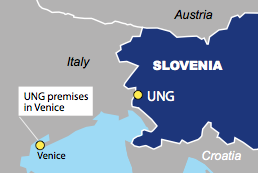 Austria
Italy
SLOVENIA
UNG
UNG premises
in Venice
Venice
Croatia